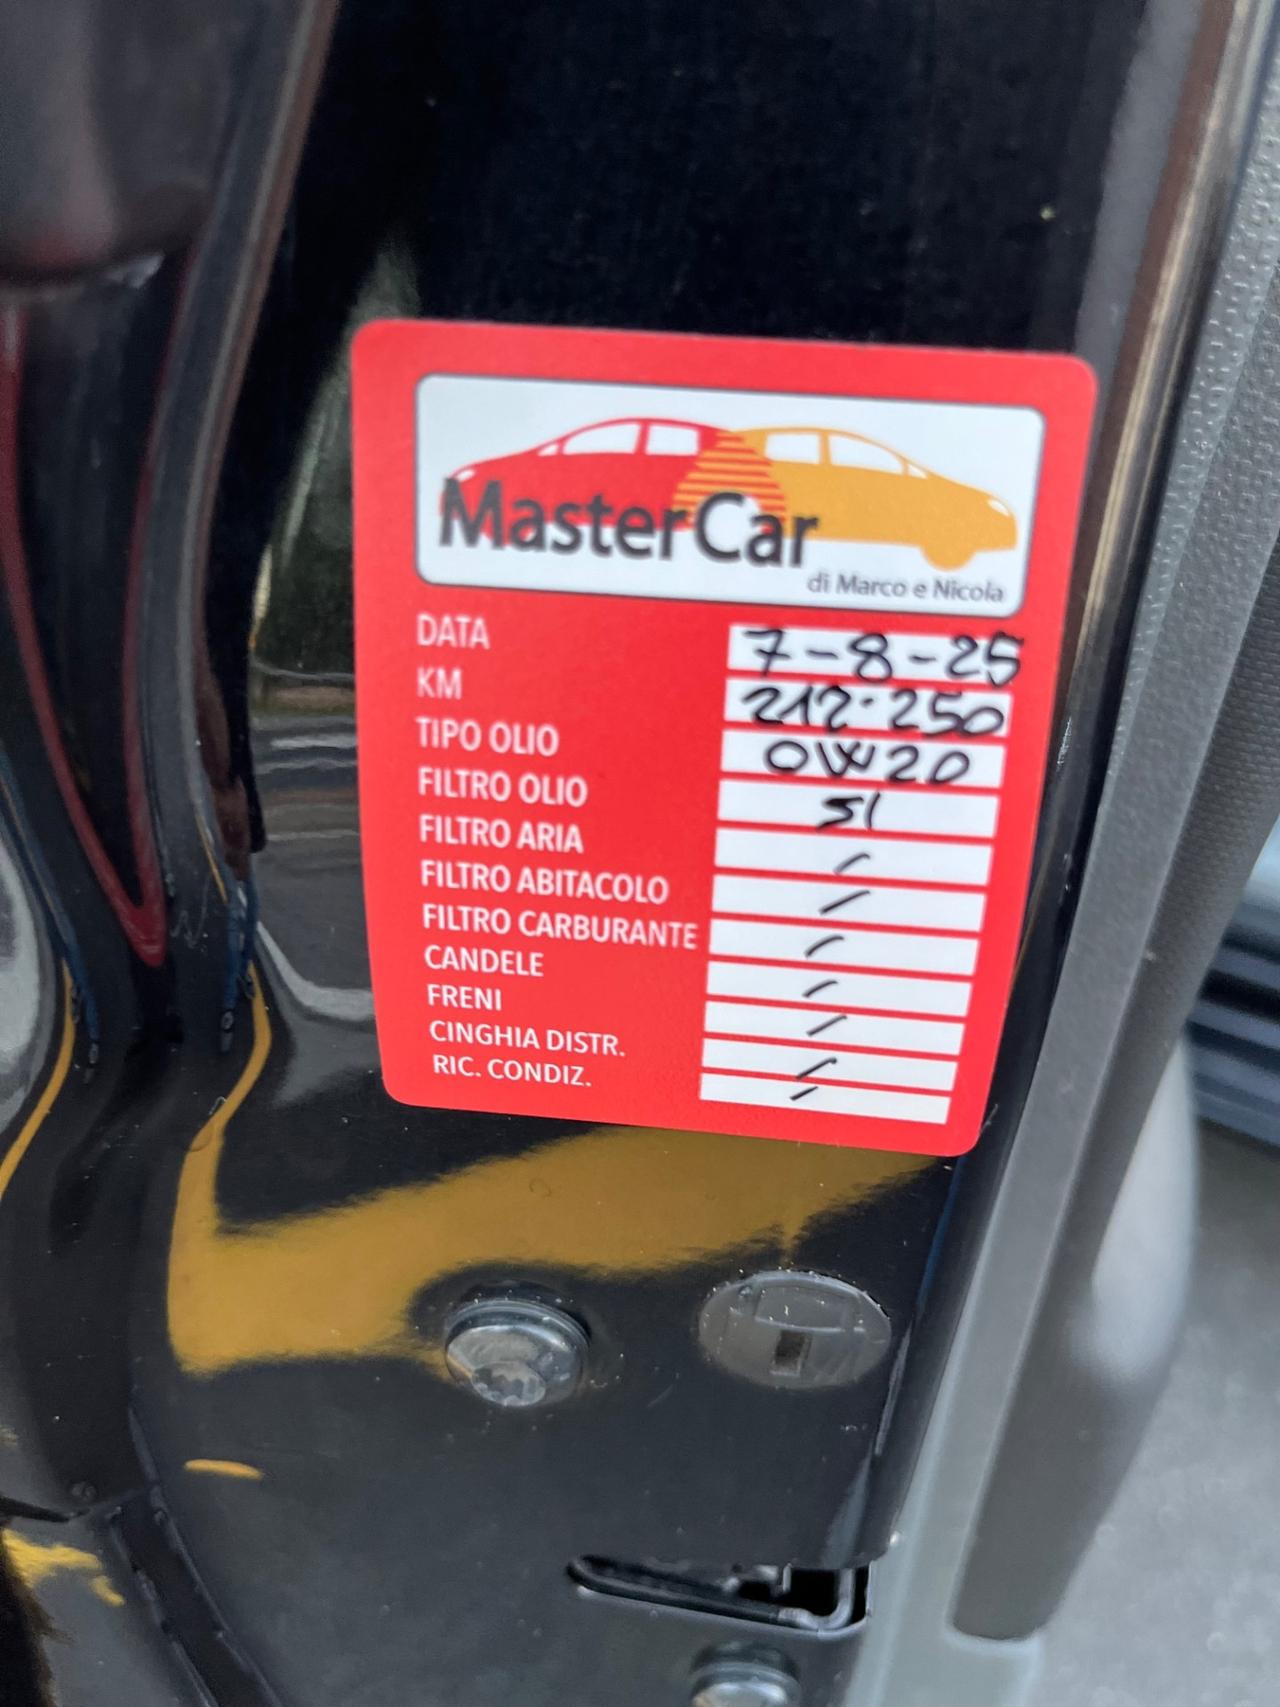 MasterCar
di Marco e Nicola
DATA 7-8-25
KM 212.250
TIPO OLIO 0W20
FILTRO OLIO SI
FILTRO ARIA /
FILTRO ABITACOLO /
FILTRO CARBURANTE /
CANDELE /
FRENI /
CINGHIA DISTR. /
RIC. CONDIZ. /